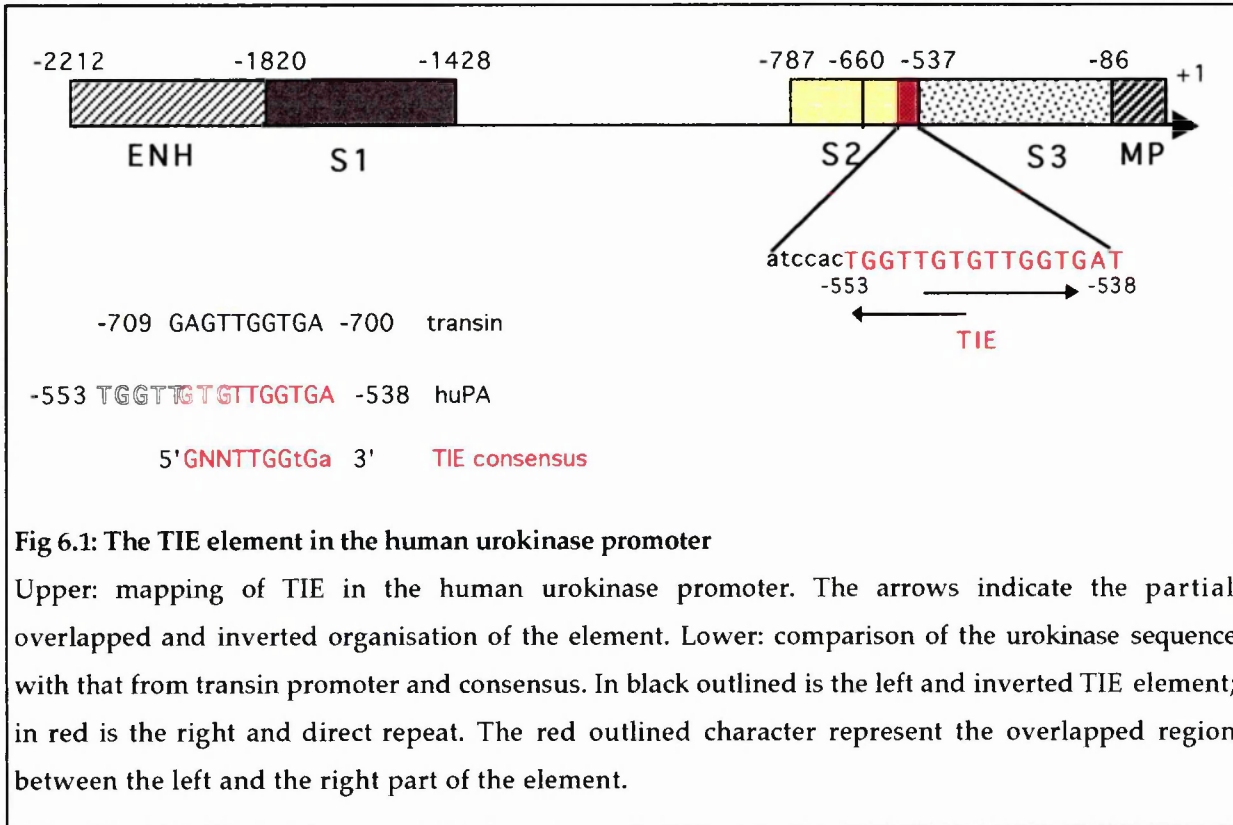 -2212 -1820 -1428 -787 -660 -537 -86 +1
ENH S1 S2 S3 MP
atccacTGGTTGTGTTGGTGAT
-553 -538
TIE
-709 GAGTTGGTGA -700 transin
-553 TGGTTGTGTTGGTGA -538 huPA
5'GNNTTGGtGa 3' TIE consensus
Fig 6.1: The TIE element in the human urokinase promoter
Upper: mapping of TIE in the human urokinase promoter. The arrows indicate the partial
overlapped and inverted organisation of the element. Lower: comparison of the urokinase sequence
with that from transin promoter and consensus. In black outlined is the left and inverted TIE element;
in red is the right and direct repeat. The red outlined character represent the overlapped region
between the left and the right part of the element.